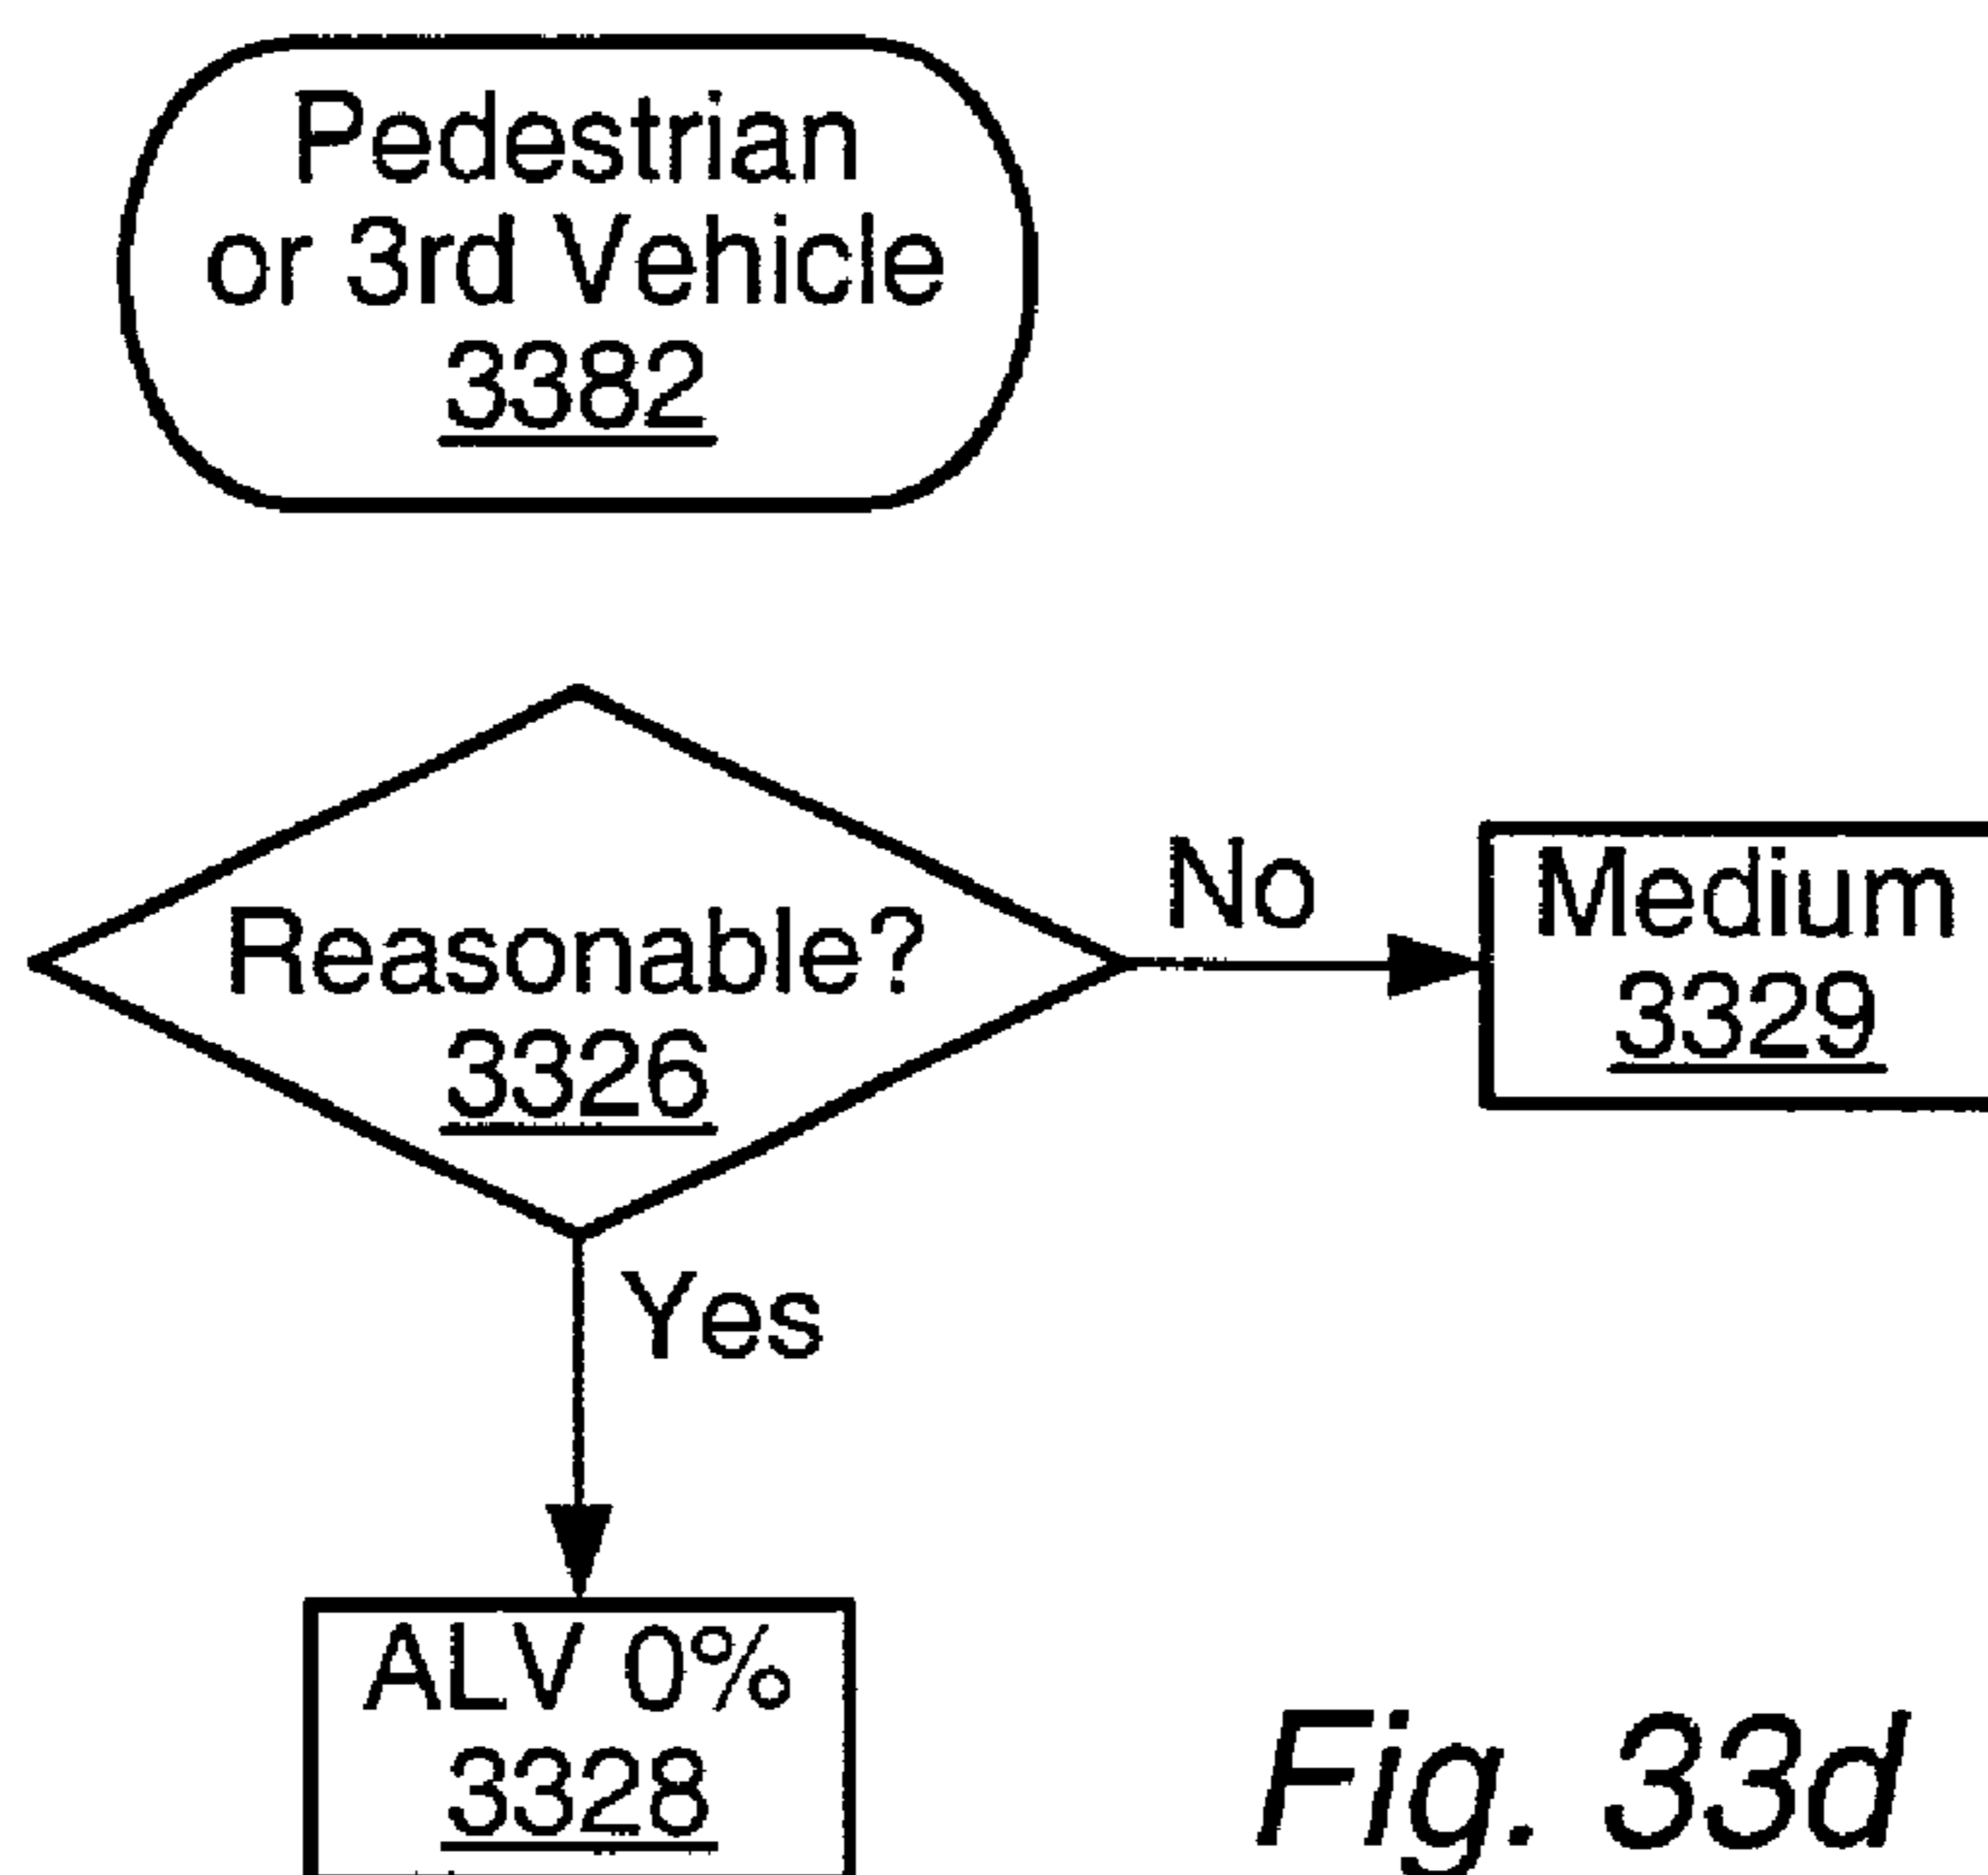 Pedestrian
or 3rd Vehicle
3382
Reasonable?
3326
No
Medium
3329
Yes
ALV 0%
3328
Fig. 33d